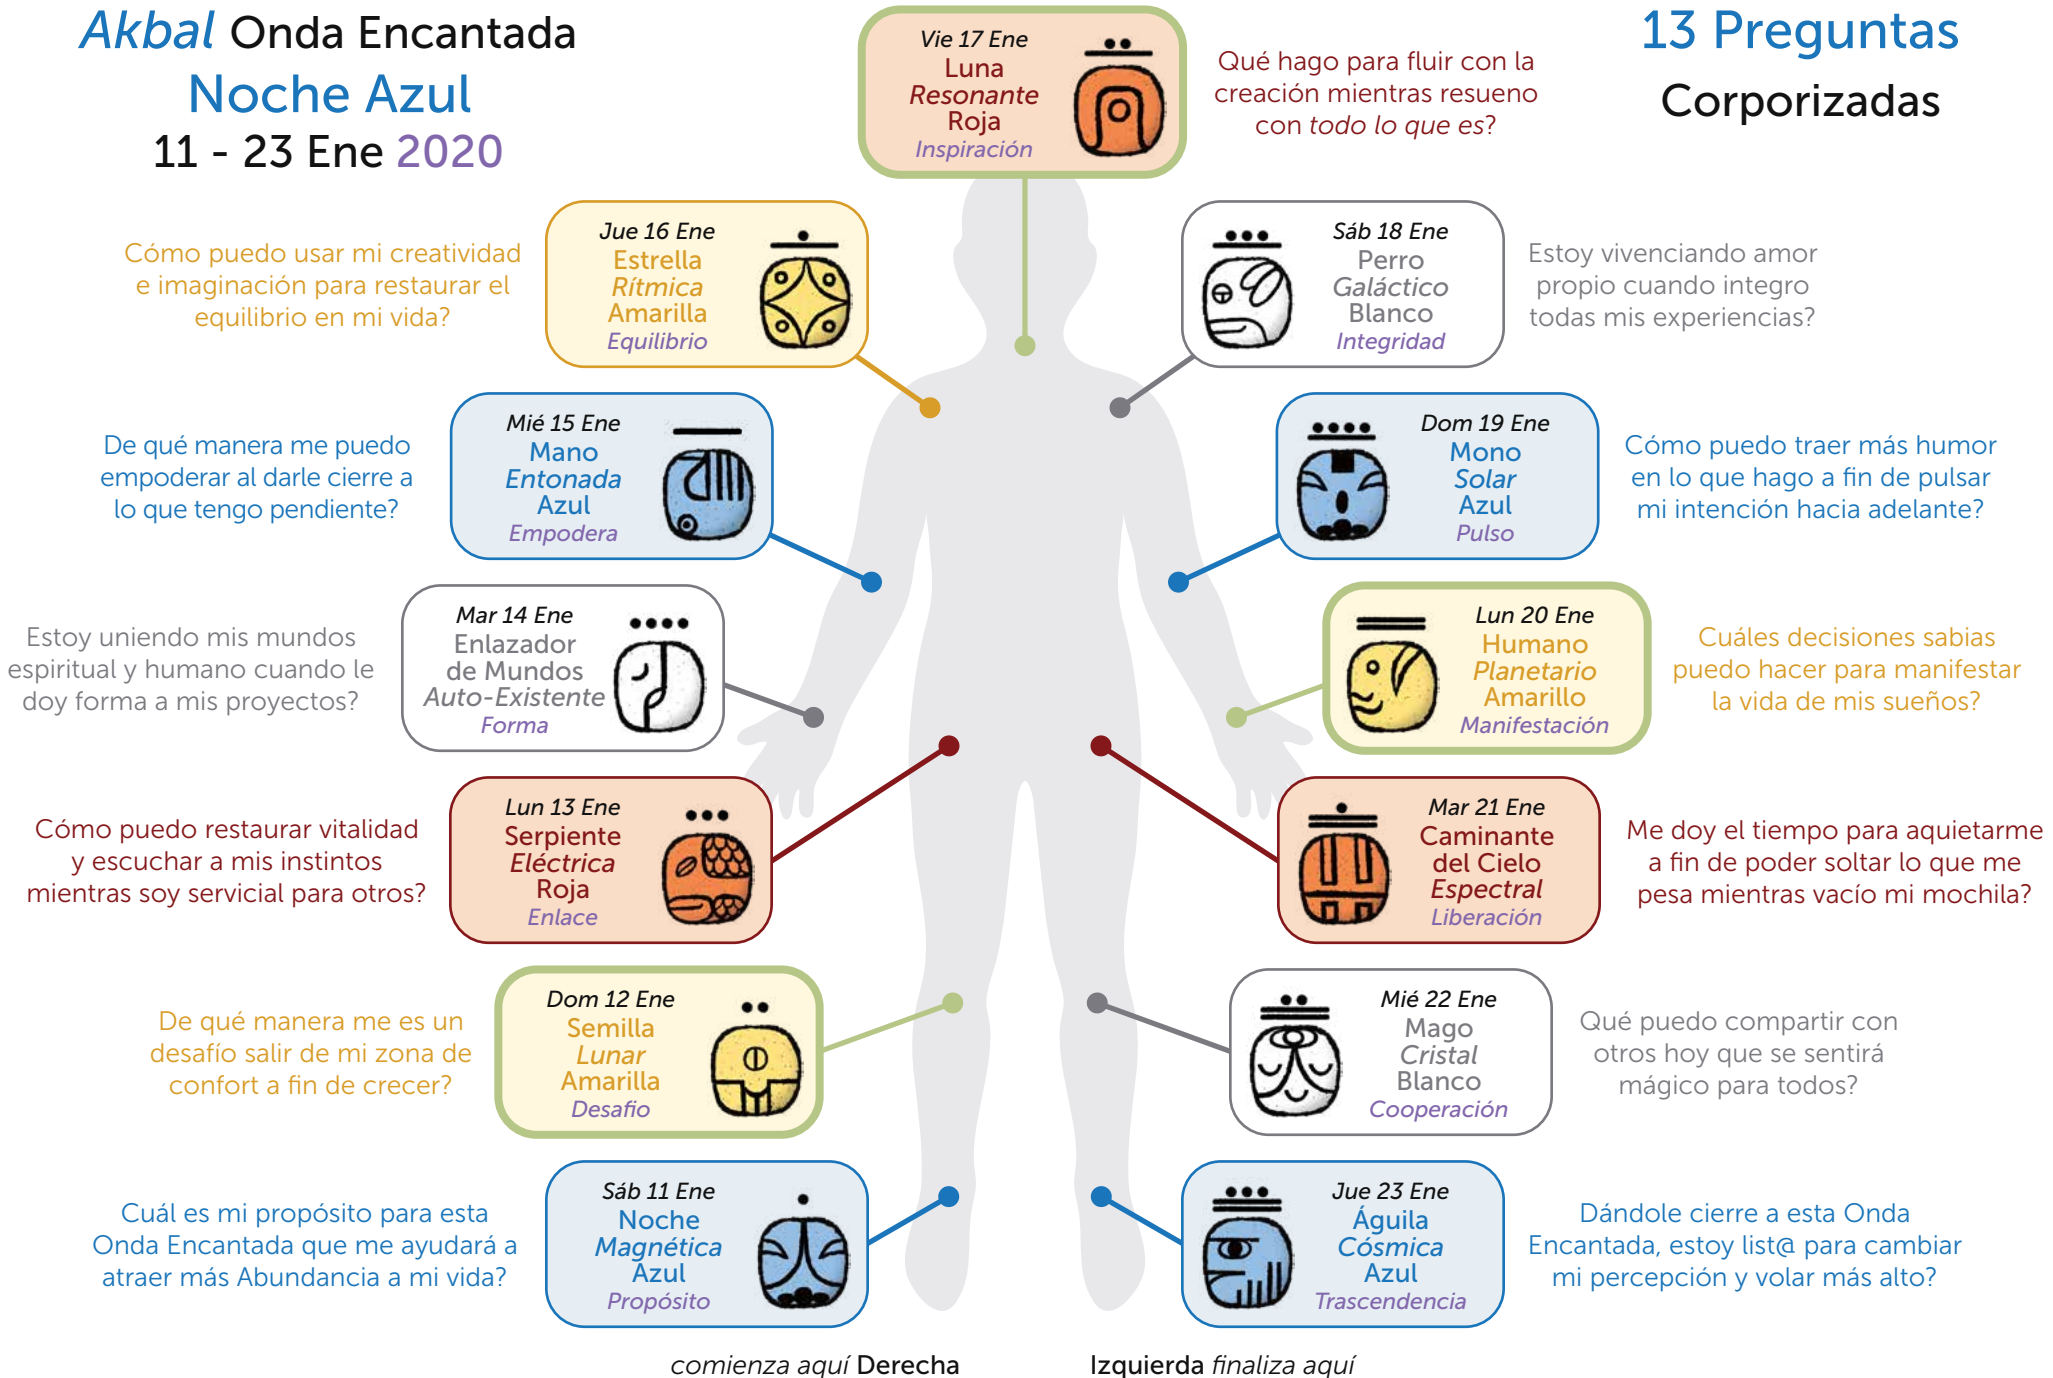 Akbal Onda Encantada
Noche Azul
11 - 23 Ene 2020
13 Preguntas
Corporizadas
Vie 17 Ene
Luna
Resonante
Roja
Inspiración
Qué hago para fluir con la
creación mientras resueno
con todo lo que es?
Cómo puedo usar mi creatividad
e imaginación para restaurar el
equilibrio en mi vida?
Jue 16 Ene
Estrella
Rítmica
Amarilla
Equilibrio
Sáb 18 Ene
Perro
Galáctico
Blanco
Integridad
Estoy vivenciando amor
propio cuando integro
todas mis experiencias?
De qué manera me puedo
empoderar al darle cierre a
lo que tengo pendiente?
Mié 15 Ene
Mano
Entonada
Azul
Empodera
Dom 19 Ene
Mono
Solar
Azul
Pulso
Cómo puedo traer más humor
en lo que hago a fin de pulsar
mi intención hacia adelante?
Estoy uniendo mis mundos
espiritual y humano cuando le
doy forma a mis proyectos?
Mar 14 Ene
Enlazador
de Mundos
Auto-Existente
Forma
Lun 20 Ene
Humano
Planetario
Amarillo
Manifestación
Cuáles decisiones sabias
puedo hacer para manifestar
la vida de mis sueños?
Cómo puedo restaurar vitalidad
y escuchar a mis instintos
mientras soy servicial para otros?
Lun 13 Ene
Serpiente
Eléctrica
Roja
Enlace
Mar 21 Ene
Caminante
del Cielo
Espectral
Liberación
Me doy el tiempo para aquietarme
a fin de poder soltar lo que me
pesa mientras vacío mi mochila?
De qué manera me es un
desafío salir de mi zona de
confort a fin de crecer?
Dom 12 Ene
Semilla
Lunar
Amarilla
Desafio
Mié 22 Ene
Mago
Cristal
Blanco
Cooperación
Qué puedo compartir con
otros hoy que se sentirá
mágico para todos?
Cuál es mi propósito para esta
Onda Encantada que me ayudará a
atraer más Abundancia a mi vida?
Sáb 11 Ene
Noche
Magnética
Azul
Propósito
Jue 23 Ene
Águila
Cósmica
Azul
Trascendencia
Dándole cierre a esta Onda
Encantada, estoy list@ para cambiar
mi percepción y volar más alto?
comienza aquí Derecha
Izquierda finaliza aquí